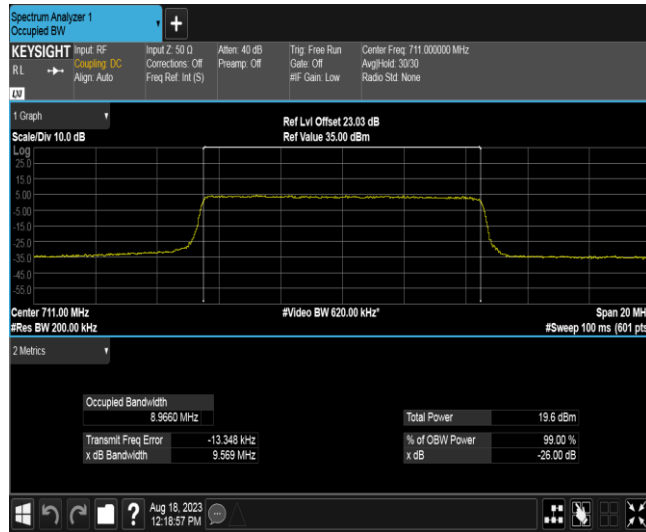 Spectrum Analyzer 1
Occupied BW
+
KEYSIGHT
RL
LXI
Input: RF
Coupling: DC
Align: Auto
Input Z: 50 Ω
Corrections: Off
Freq Ref: Int (S)
Atten: 40 dB
Preamp: Off
Trig: Free Run
Gate: Off
#IF Gain: Low
Center Freq: 711.000000 MHz
Avg|Hold: 30/30
Radio Std: None
1 Graph
Scale/Div 10.0 dB
Ref Lvl Offset 23.03 dB
Ref Value 35.00 dBm
Log
25.0
15.0
5.00
-5.00
-15.0
-25.0
-35.0
-45.0
-55.0
Center 711.00 MHz
#Res BW 200.00 kHz
#Video BW 620.00 kHz*
Span 20 MH
#Sweep 100 ms (601 pts
2 Metrics
Occupied Bandwidth
8.9660 MHz
Transmit Freq Error -13.348 kHz
x dB Bandwidth 9.569 MHz
Total Power 19.6 dBm
% of OBW Power 99.00 %
x dB -26.00 dB
?
Aug 18, 2023
12:18:57 PM